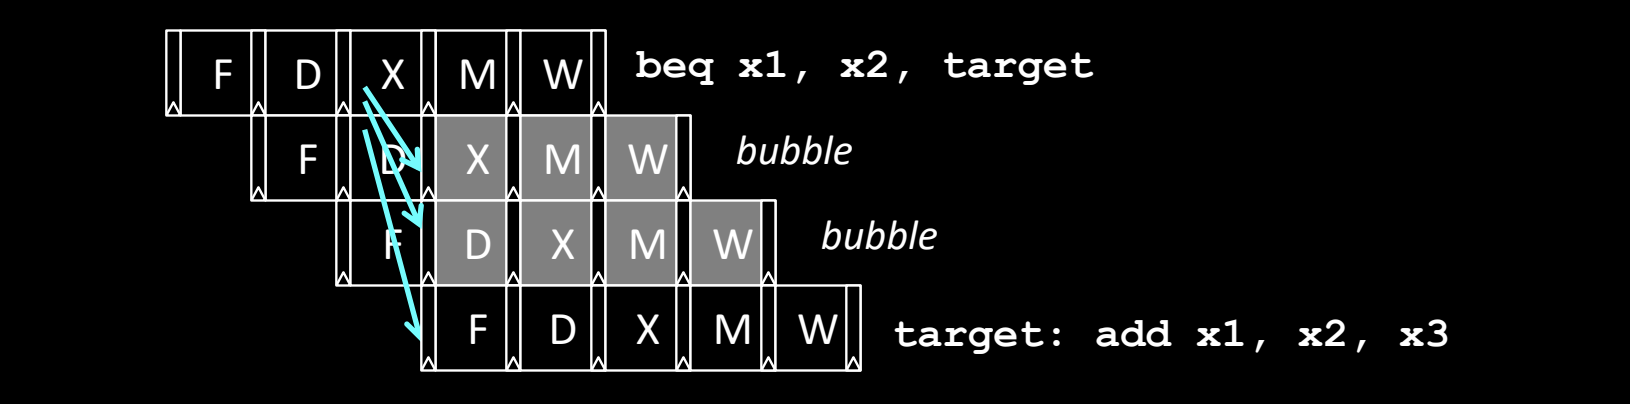 F D X M W beq x1, x2, target
F D X M W bubble
F D X M W bubble
F D X M W target: add x1, x2, x3